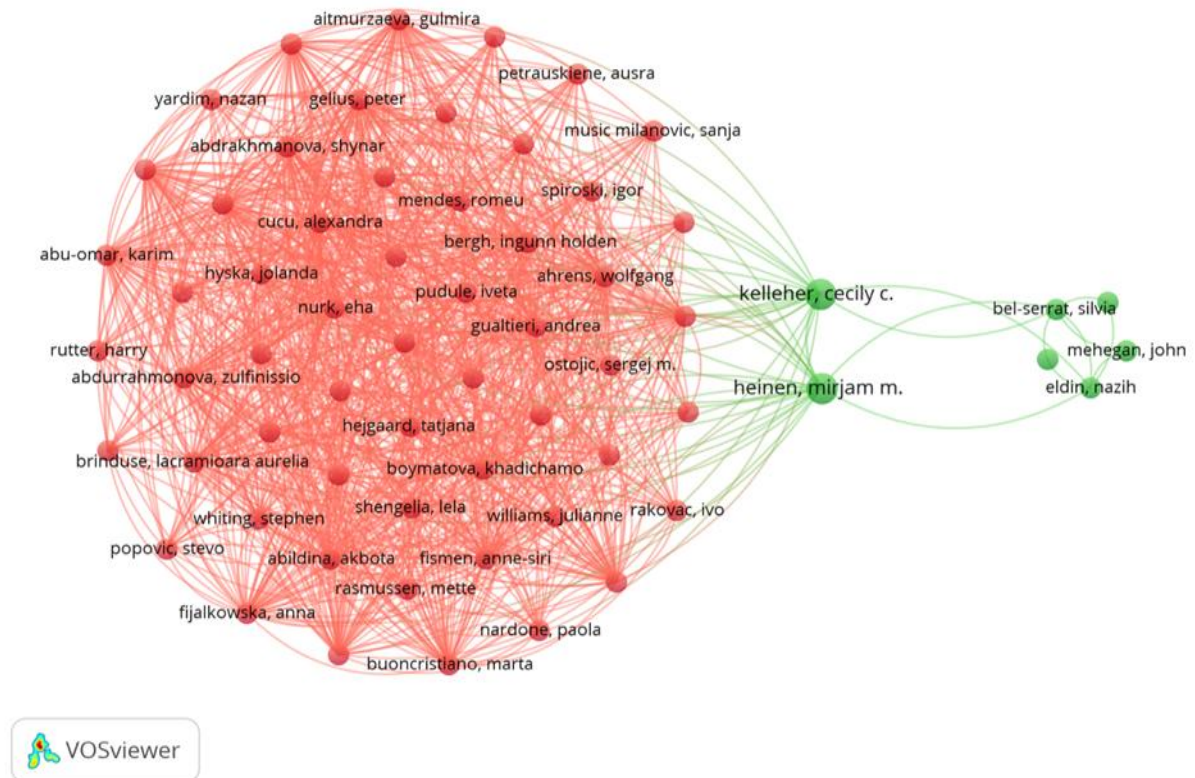 aitmurzaeva, gulmira
petrauskiene, ausra
yardim, nazan
gelius, peter
music milanovic, sanja
abdrakhmanova, shynar
spiroski, igor
mendes, romeu
cucu, alexandra
bergh, ingunn holden
abu-omar, karim
hyska, jolanda
ahrens, wolfgang
pudule, iveta
kelleher, cecily c.
nurk, eha
bel-serrat, silvia
gualtieri, andrea
rutter, harry
mehegan, john
ostojic, sergej m.
abdurrahmonova, zulfinissio
heinen, mirjam m.
eldin, nazih
hejgaard, tatjana
brinduse, lacramioara aurelia
boymatova, khadichamo
shengelia, lela
whiting, stephen
williams, julianne
rakovac, ivo
popovic, stevo
abildina, akbota
fismen, anne-siri
rasmussen, mette
fijalkowska, anna
nardone, paola
buoncristiano, marta
VOSviewer